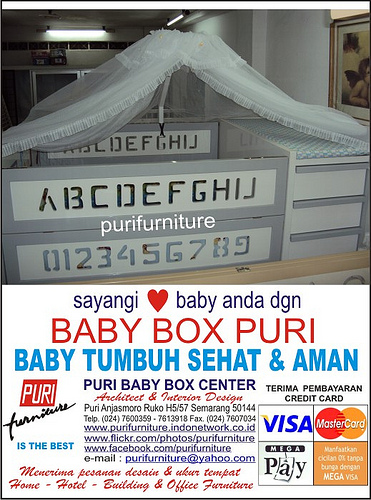 ABCDEFGHIJ
ABCDEFGHIJ
purifurniture
0123456789
sayangi ♥ baby anda dgn
BABY BOX PURI
BABY TUMBUH SEHAT & AMAN
PURI
furniture
IS THE BEST
PURI BABY BOX CENTER
Architect & Interior Design
Puri Anjasmoro Ruko H5/57 Semarang 50144
Telp. (024) 7600359 - 7613918 Fax. (024) 7607034
www.purifurniture.indonetwork.co.id
www.flickr.com/photos/purifurniture
www.facebook.com/purifurniture
e-mail : purifurniture@yahoo.com
Menerima pesanan desain & ukur tempat
Home - Hotel - Building & Office Furniture
TERIMA PEMBAYARAN
CREDIT CARD
VISA
MasterCard
MEGA
Pay
Manfaatkan
cicilan 0% tanpa
bunga dengan
MEGA VISA